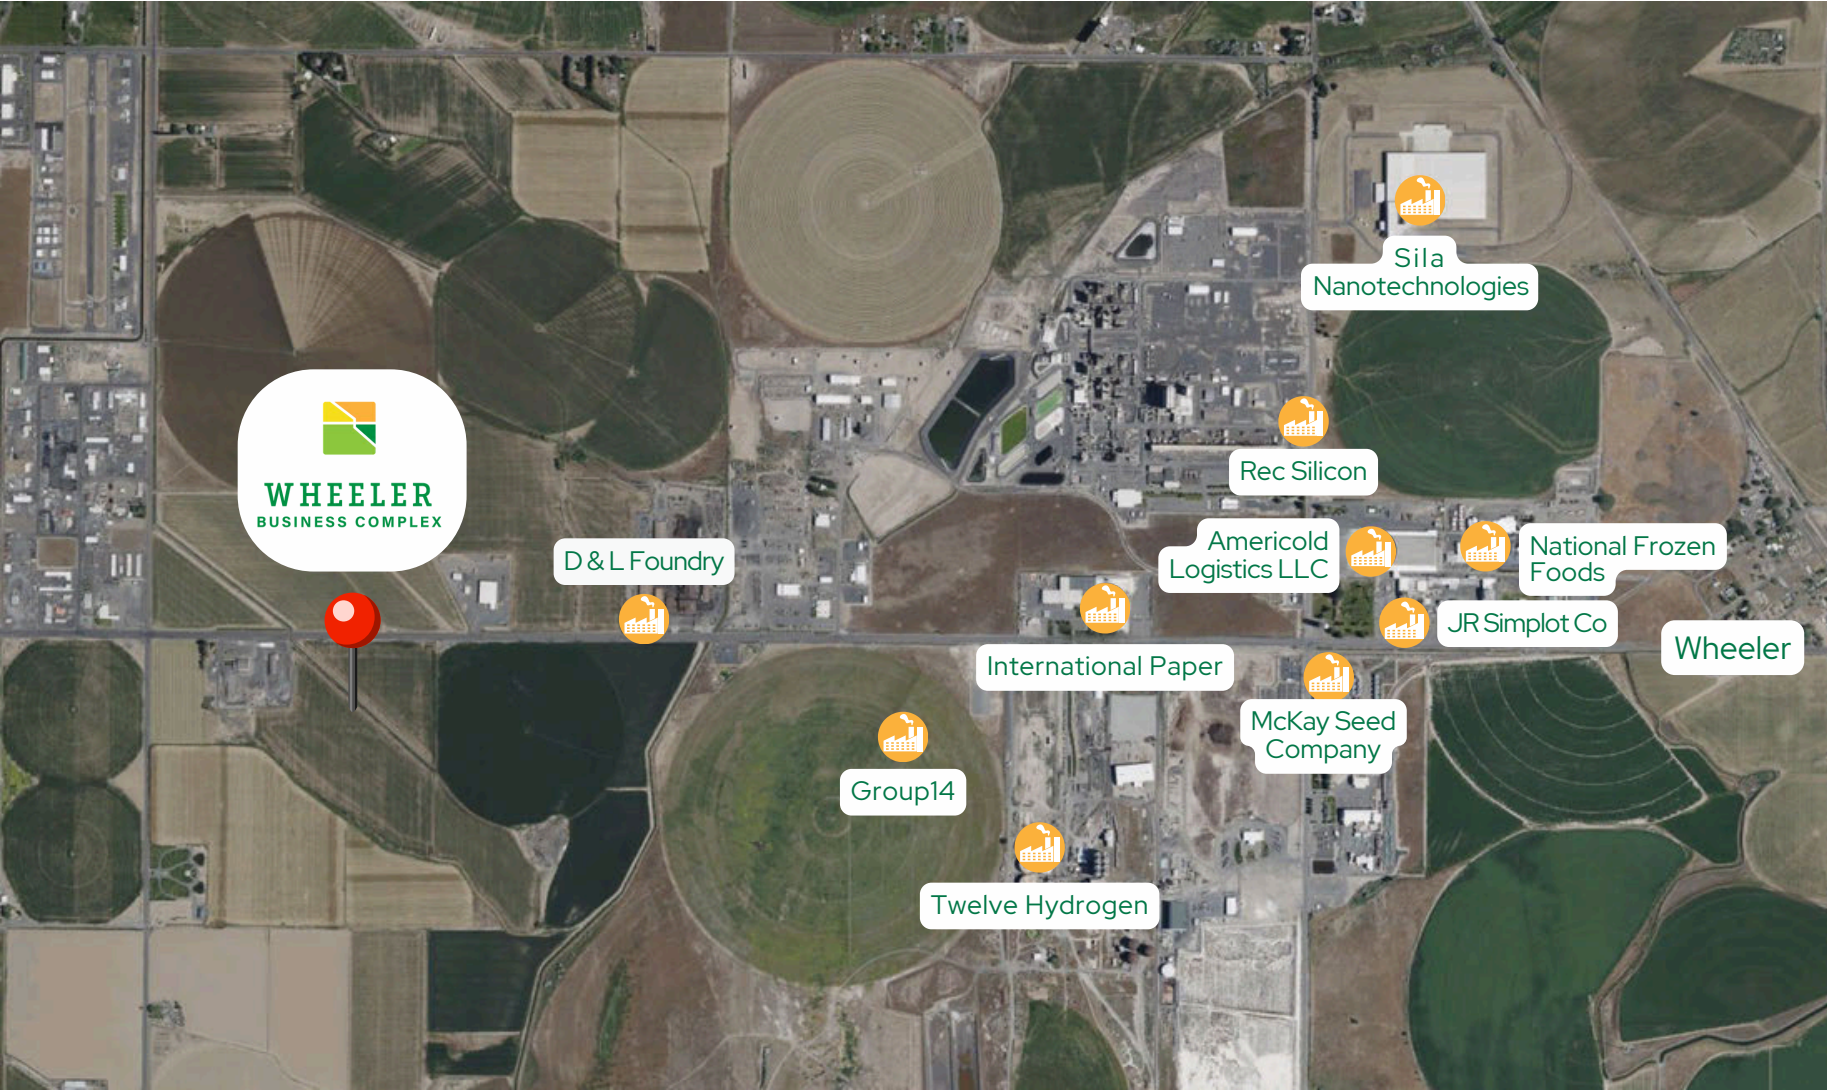 Sila
Nanotechnologies
WHEELER
BUSINESS COMPLEX
Rec Silicon
D & L Foundry
Americold
Logistics LLC
National Frozen
Foods
JR Simplot Co
Wheeler
International Paper
McKay Seed
Company
Group14
Twelve Hydrogen